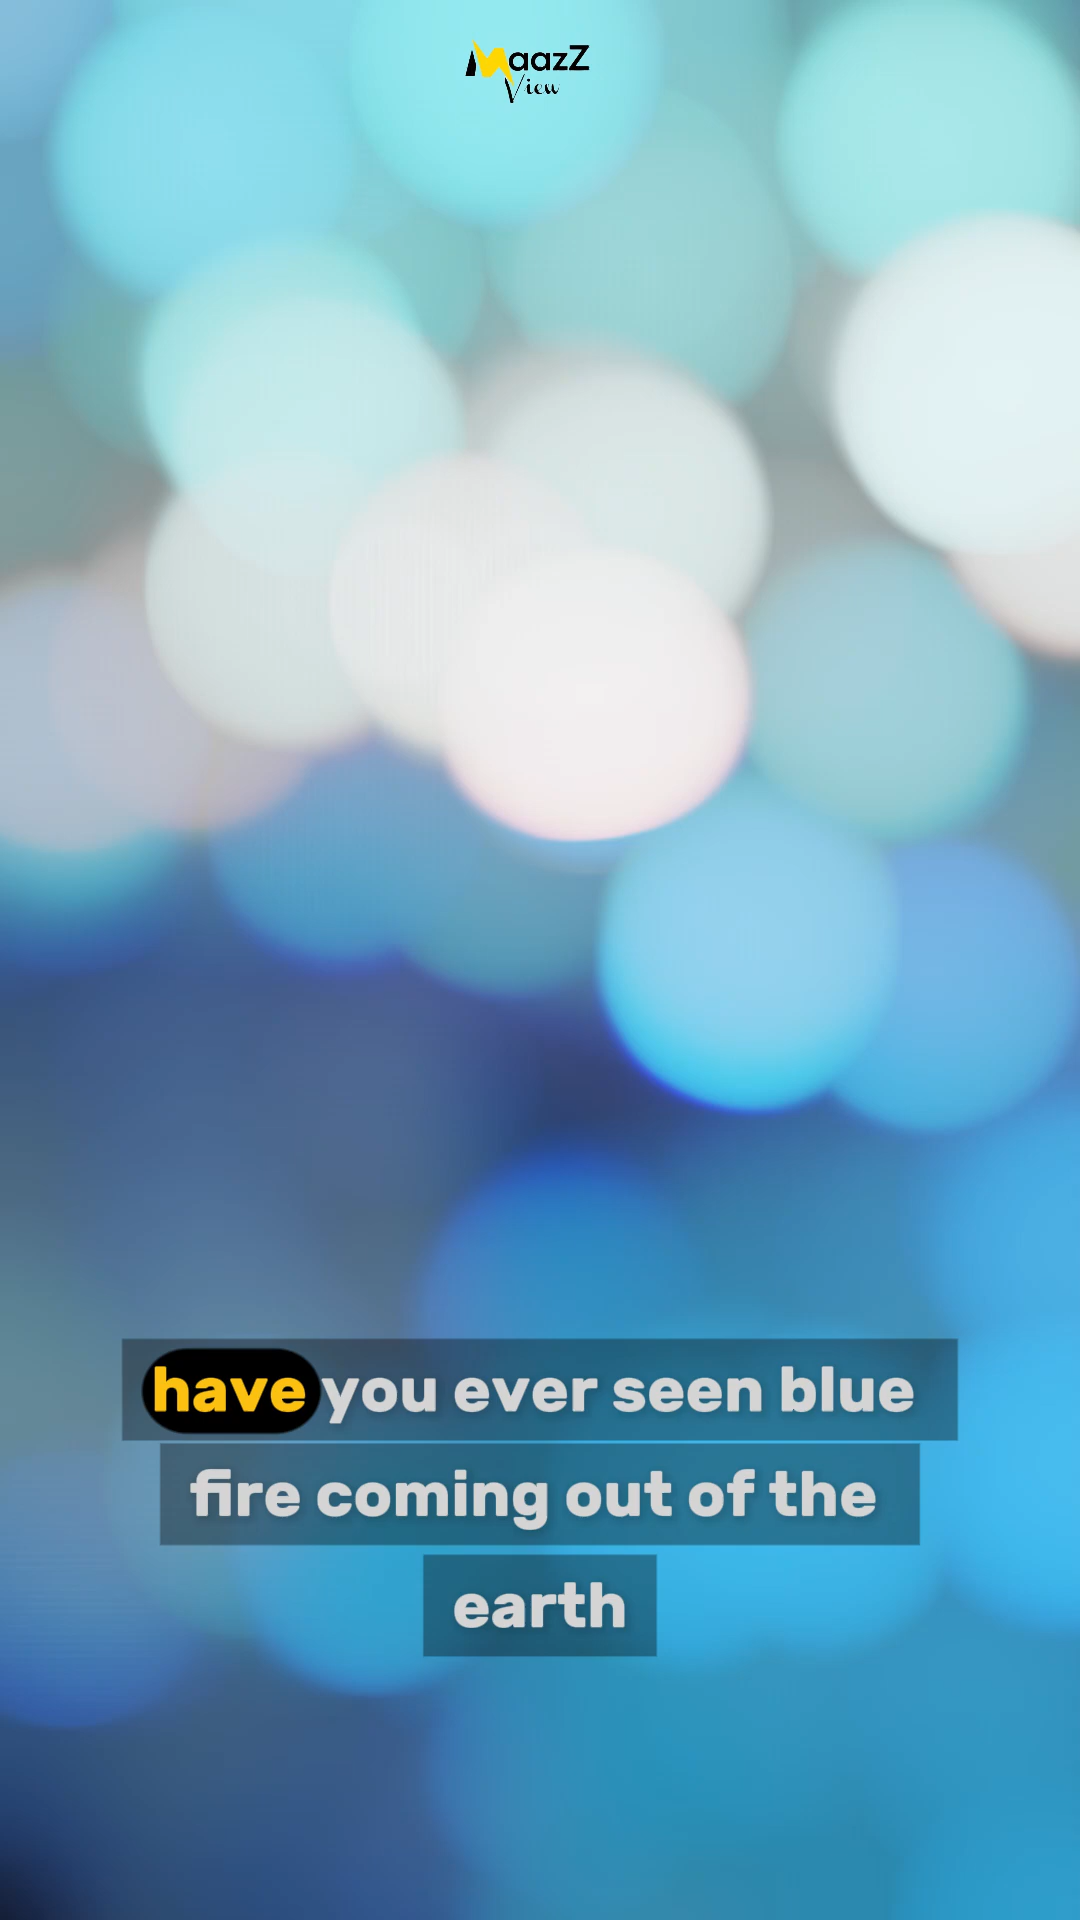 MaazZ
View
have you ever seen blue
fire coming out of the
earth